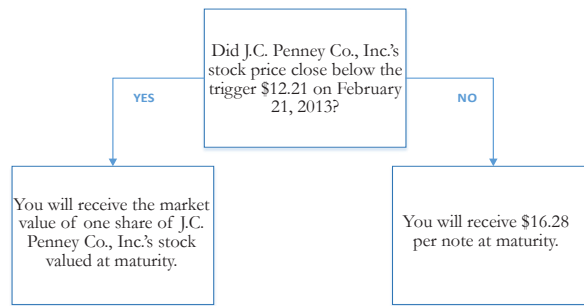 Did J.C. Penney Co., Inc.'s
stock price close below the
trigger $12.21 on February
21, 2013?
YES
NO
You will receive the market
value of one share of J.C.
Penney Co., Inc.'s stock
valued at maturity.
You will receive $16.28
per note at maturity.